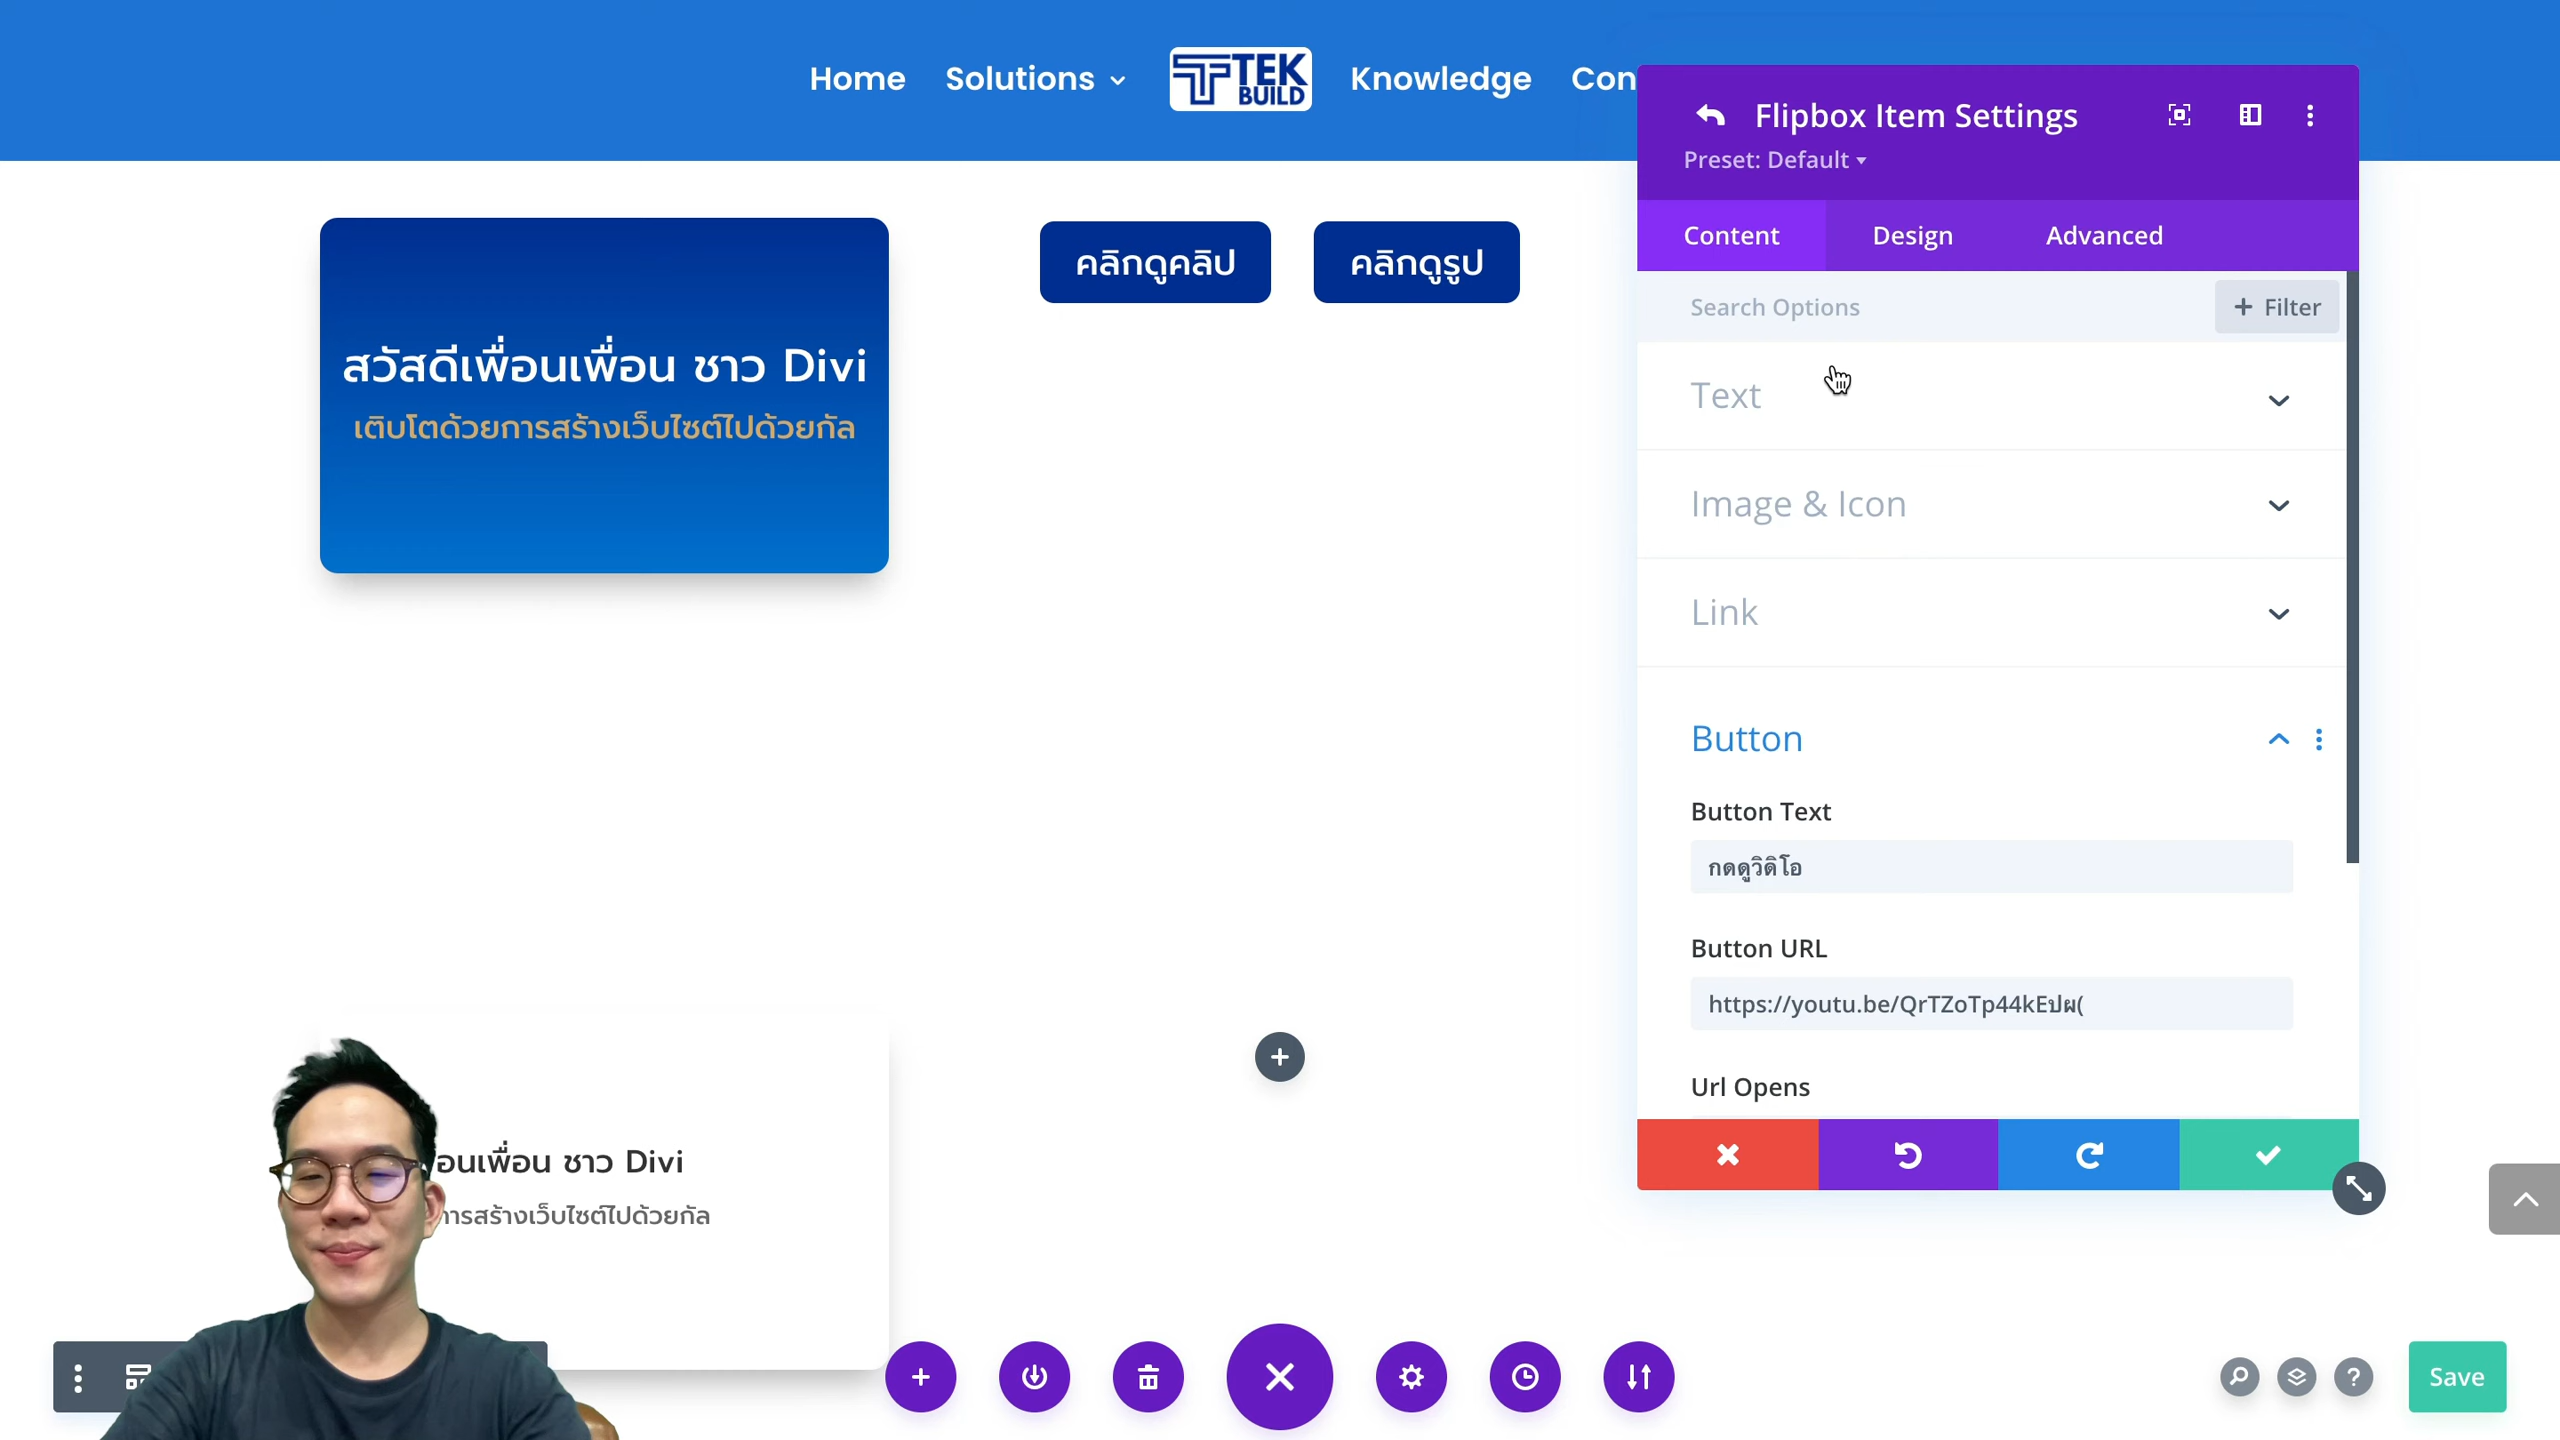 Home Solutions TEK BUILD Knowledge Con
Flipbox Item Settings
Preset: Default
Content Design Advanced
Search Options
+ Filter
คลิกดูคลิป คลิกดูรูป
สวัสดีเพื่อนเพื่อน ชาว Divi
เติบโตด้วยการสร้างเว็บไซต์ไปด้วยกัล
Text
Image & Icon
Link
Button
Button Text
กดดูวิดิโอ
Button URL
https://youtu.be/QrTZoTp44kEปผ(
Url Opens
อนเพื่อน ชาว Divi
การสร้างเว็บไซต์ไปด้วยกัล
Save